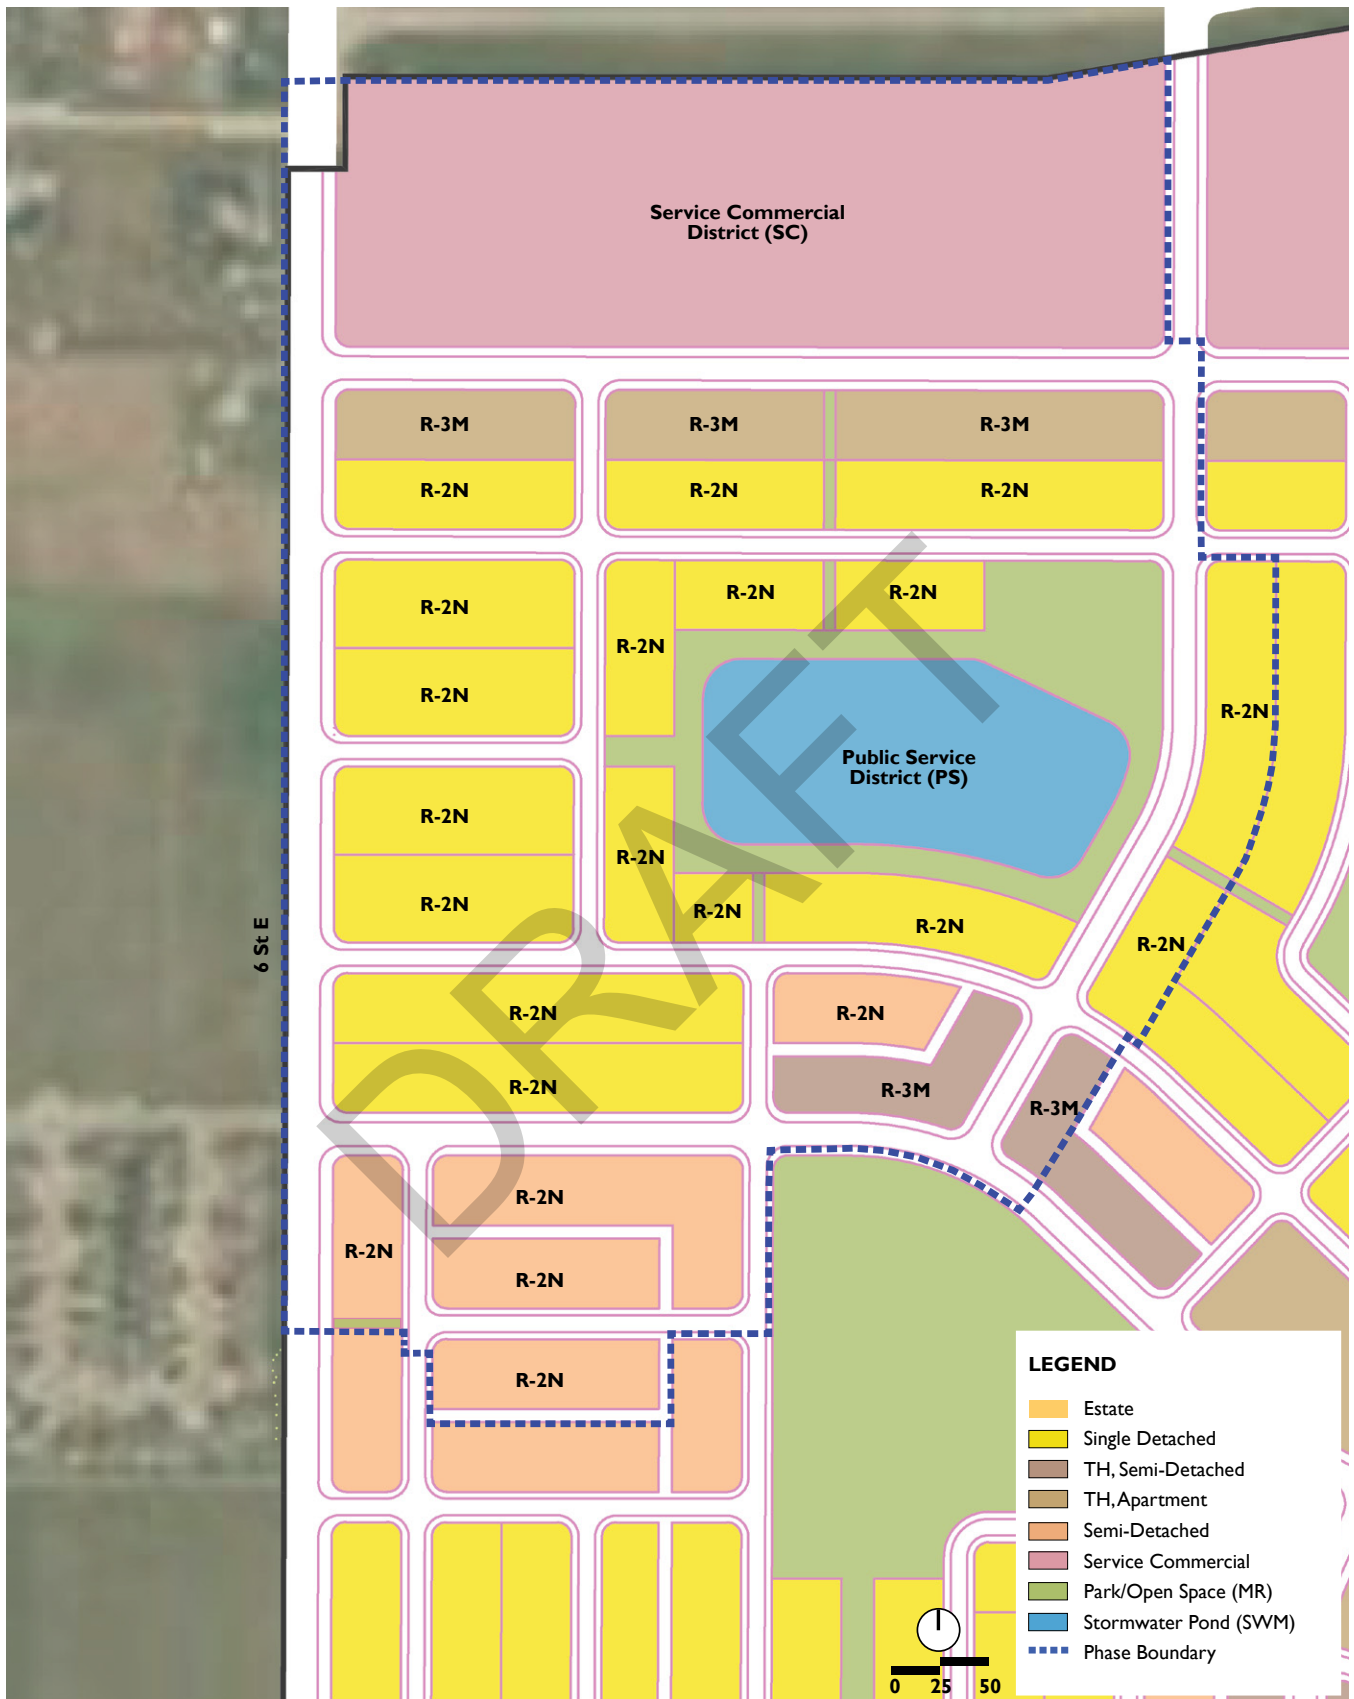 Service Commercial
District (SC)
R-3M
R-3M
R-3M
R-2N
R-2N
R-2N
R-2N
R-2N
R-2N
R-2N
R-2N
R-2N
R-2N
Public Service
District (PS)
R-2N
R-2N
R-2N
R-2N
R-2N
R-2N
6 St E
R-2N
R-2N
R-2N
R-3M
R-3M
R-2N
R-2N
R-2N
R-2N
DRAFT
LEGEND
Estate
Single Detached
TH, Semi-Detached
TH, Apartment
Semi-Detached
Service Commercial
Park/Open Space (MR)
Stormwater Pond (SWM)
Phase Boundary
0 25 50